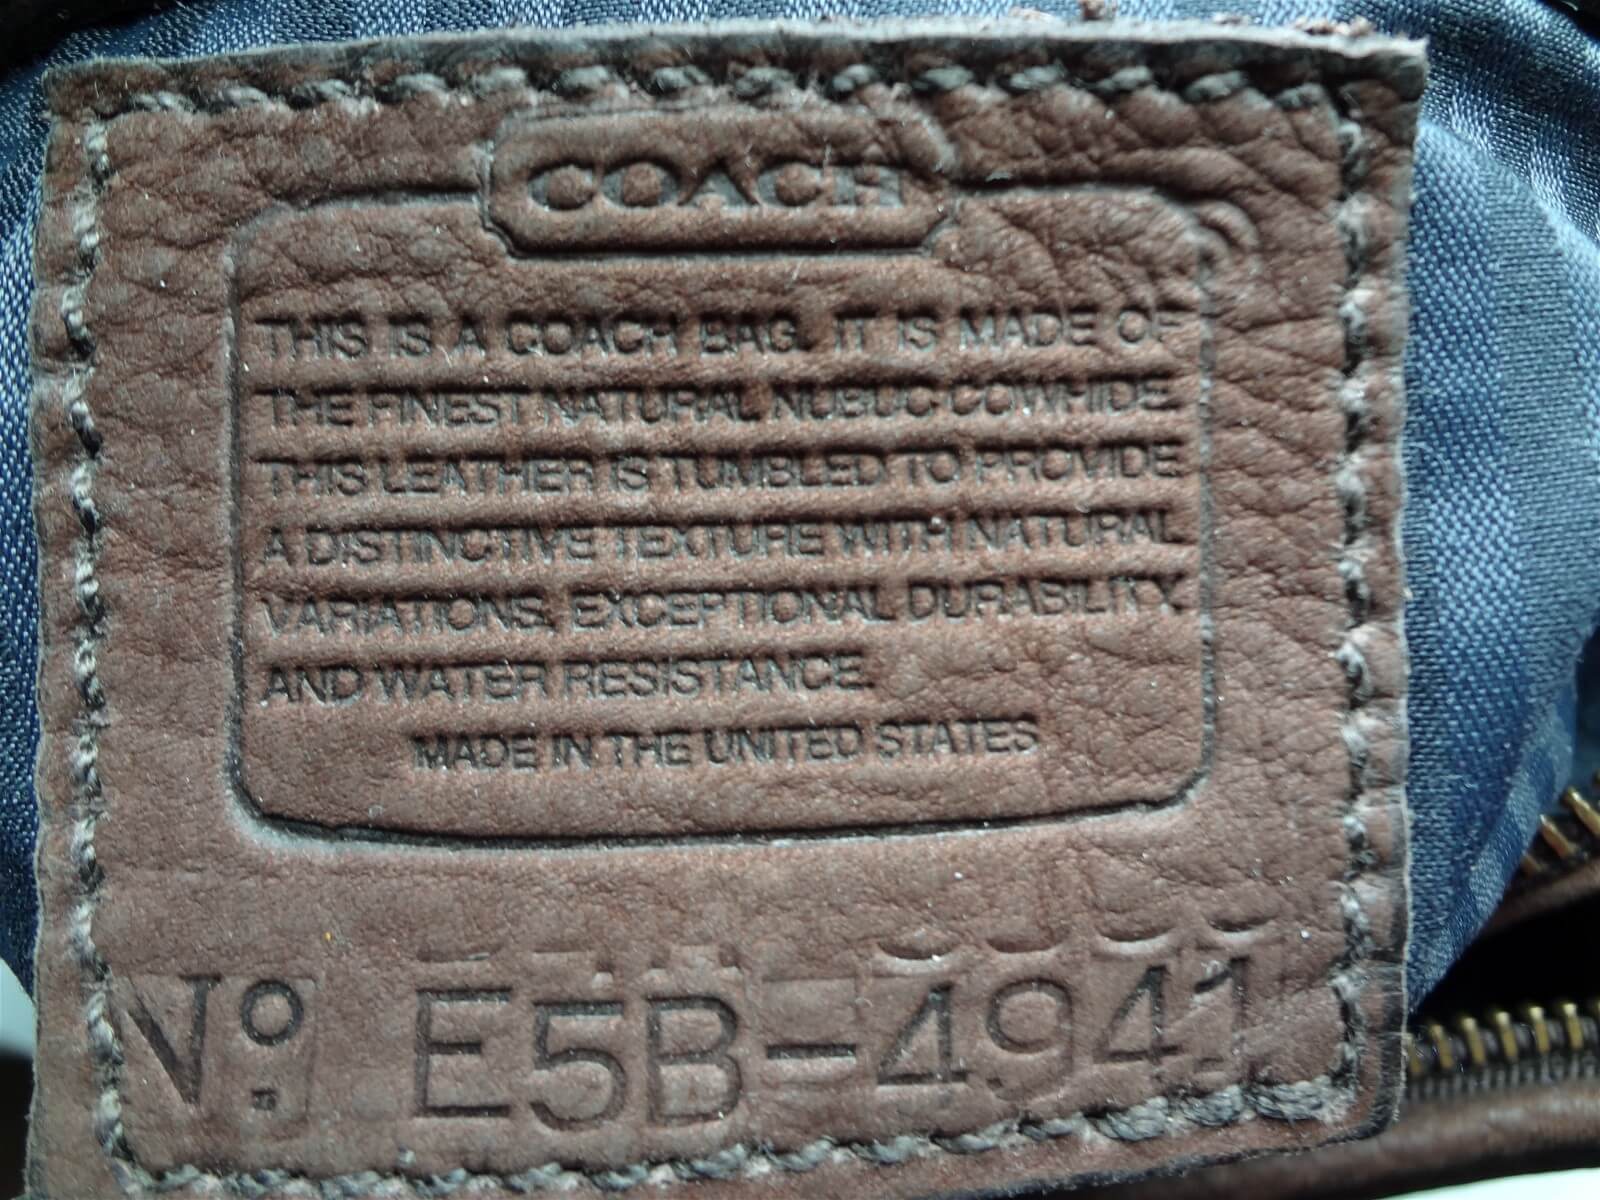 COACH
THIS IS A COACH BAG. IT IS MADE OF
THE FINEST NATURAL NUBUC COWHIDE.
THIS LEATHER IS TUMBLED TO PROVIDE
A DISTINCTIVE TEXTURE WITH NATURAL
VARIATIONS, EXCEPTIONAL DURABILITY,
AND WATER RESISTANCE.
MADE IN THE UNITED STATES
No. E5B-4941